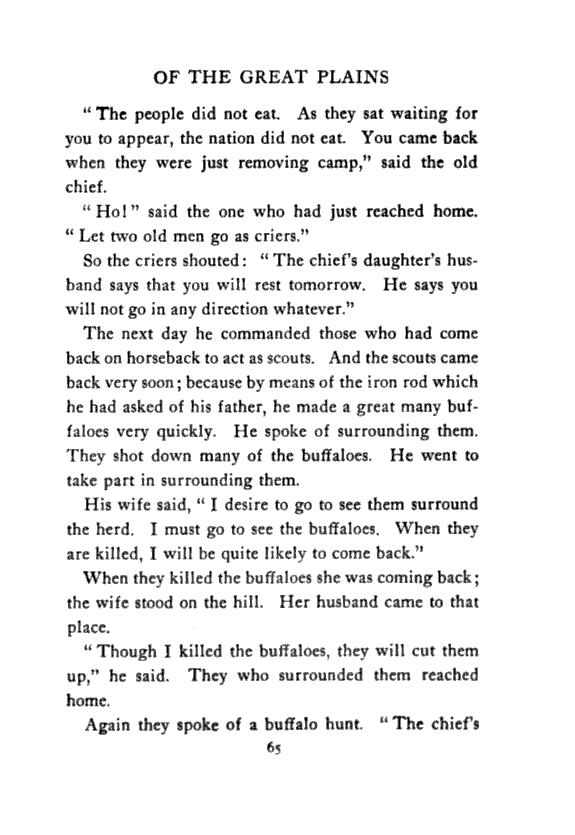 OF THE GREAT PLAINS
“The people did not eat. As they sat waiting for
you to appear, the nation did not eat. You came back
when they were just removing camp,” said the old
chief.
“Ho!” said the one who had just reached home.
“Let two old men go as criers.”
So the criers shouted: “The chief’s daughter’s hus-
band says that you will rest tomorrow. He says you
will not go in any direction whatever.”
The next day he commanded those who had come
back on horseback to act as scouts. And the scouts came
back very soon; because by means of the iron rod which
he had asked of his father, he made a great many buf-
faloes very quickly. He spoke of surrounding them.
They shot down many of the buffaloes. He went to
take part in surrounding them.
His wife said, “I desire to go to see them surround
the herd. I must go to see the buffaloes. When they
are killed, I will be quite likely to come back.”
When they killed the buffaloes she was coming back;
the wife stood on the hill. Her husband came to that
place.
“Though I killed the buffaloes, they will cut them
up,” he said. They who surrounded them reached
home.
Again they spoke of a buffalo hunt. “The chief’s
65